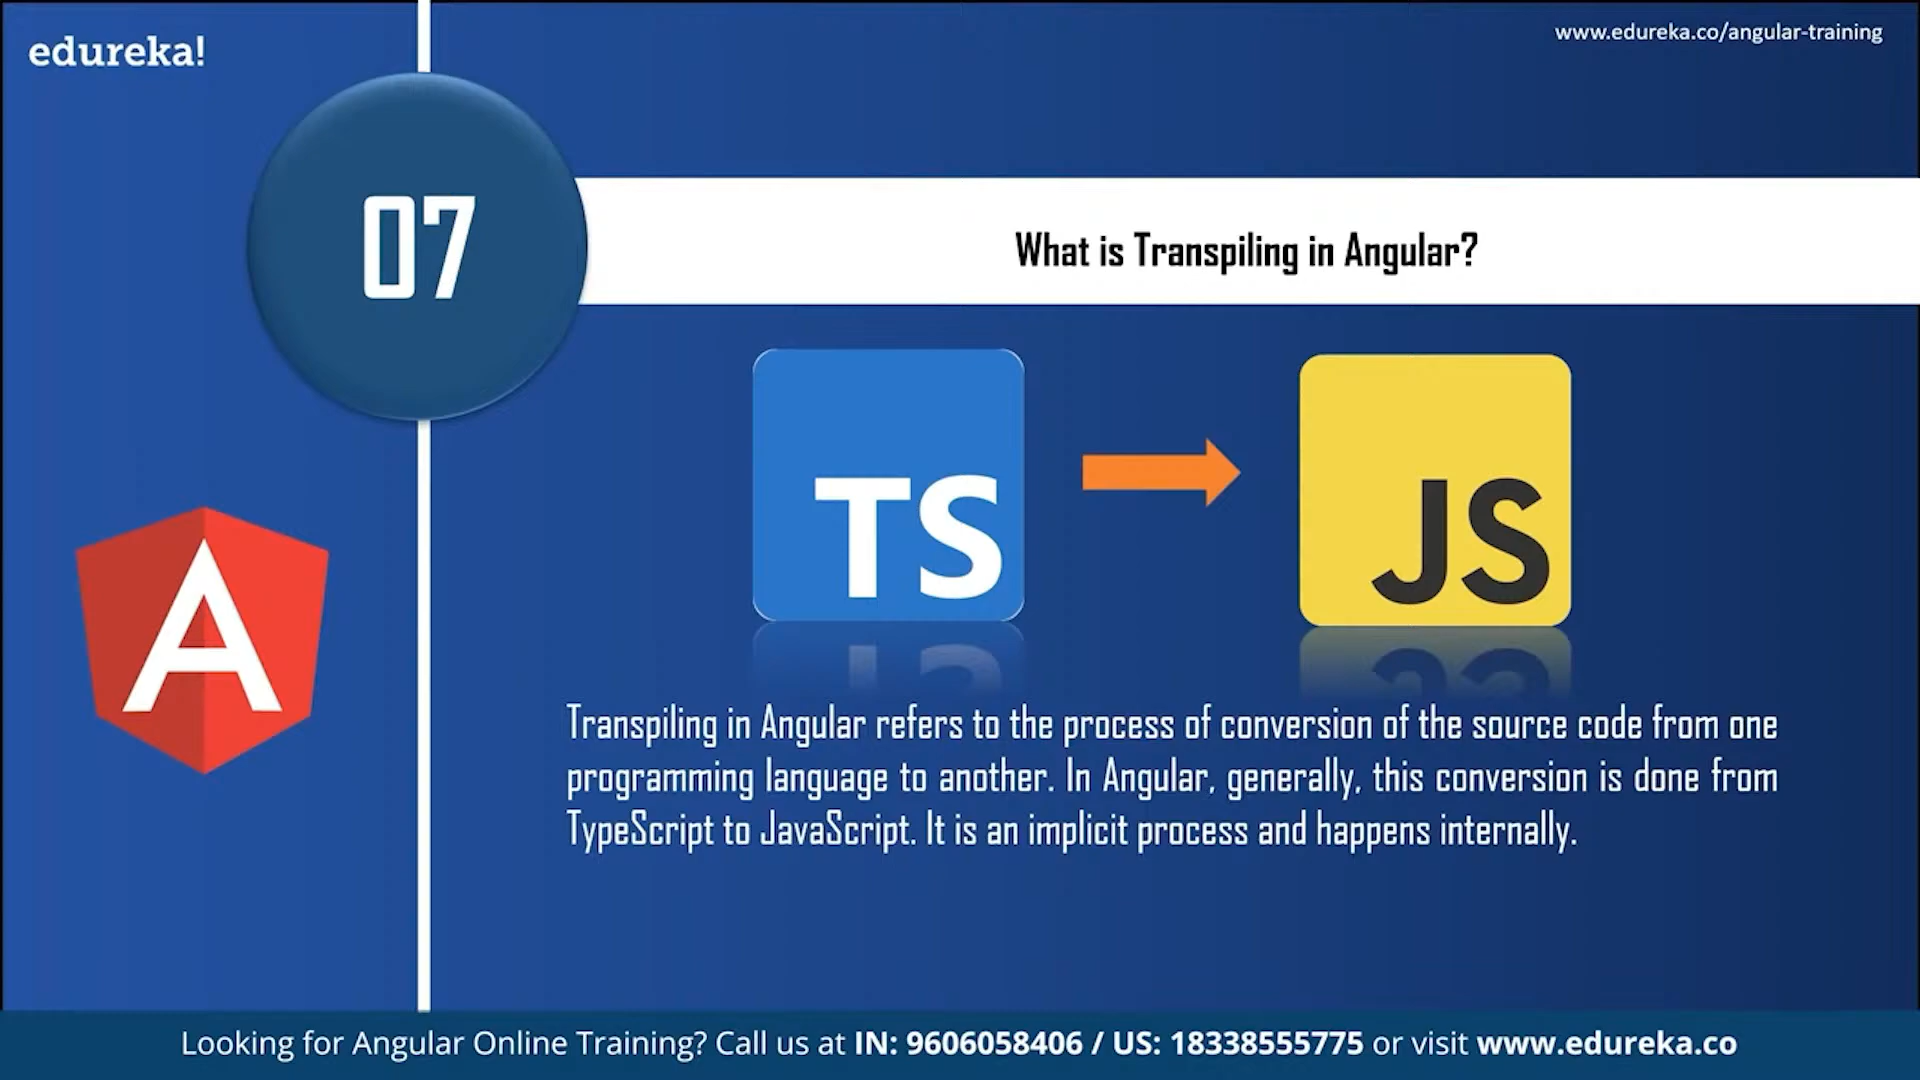 edureka!
www.edureka.co/angular-training
07
What is Transpiling in Angular?
TS
JS
A
Transpiling in Angular refers to the process of conversion of the source code from one
programming language to another. In Angular, generally, this conversion is done from
TypeScript to JavaScript. It is an implicit process and happens internally.
Looking for Angular Online Training? Call us at IN: 9606058406 / US: 18338555775 or visit www.edureka.co